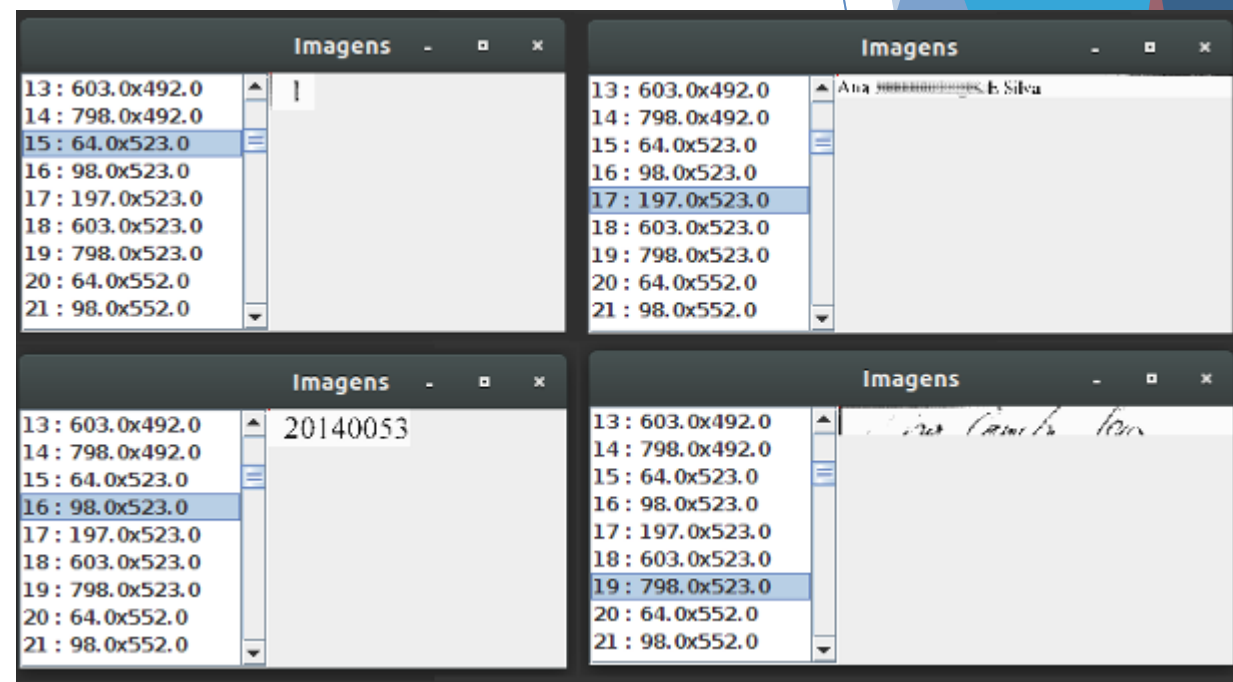 Imagens
13 : 603.0x492.0
14 : 798.0x492.0
15 : 64.0x523.0
16 : 98.0x523.0
17 : 197.0x523.0
18 : 603.0x523.0
19 : 798.0x523.0
20 : 64.0x552.0
21 : 98.0x552.0
1
Imagens
13 : 603.0x492.0
14 : 798.0x492.0
15 : 64.0x523.0
16 : 98.0x523.0
17 : 197.0x523.0
18 : 603.0x523.0
19 : 798.0x523.0
20 : 64.0x552.0
21 : 98.0x552.0
Ana E Silva
Imagens
13 : 603.0x492.0
14 : 798.0x492.0
15 : 64.0x523.0
16 : 98.0x523.0
17 : 197.0x523.0
18 : 603.0x523.0
19 : 798.0x523.0
20 : 64.0x552.0
21 : 98.0x552.0
20140053
Imagens
13 : 603.0x492.0
14 : 798.0x492.0
15 : 64.0x523.0
16 : 98.0x523.0
17 : 197.0x523.0
18 : 603.0x523.0
19 : 798.0x523.0
20 : 64.0x552.0
21 : 98.0x552.0